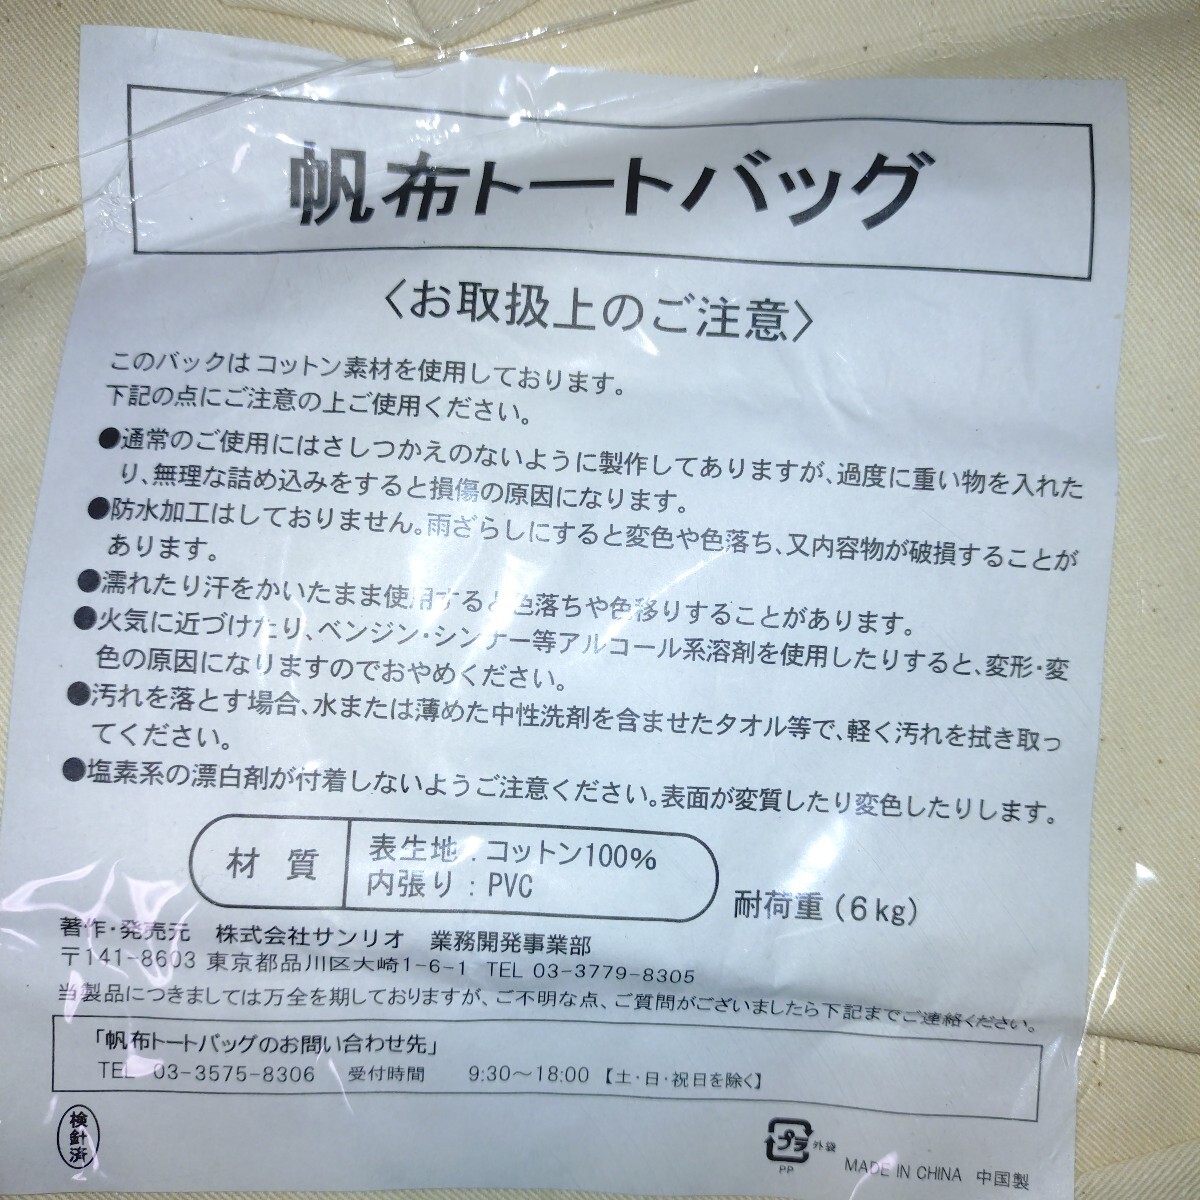 帆布トートバッグ
〈お取扱上のご注意〉
このバックはコットン素材を使用しております。
下記の点にご注意の上ご使用ください。
●通常のご使用にはさしつかえのないように製作してありますが、過度に重い物を入れた
り、無理な詰め込みをすると損傷の原因になります。
●防水加工はしておりません。雨ざらしにすると変色や色落ち、又内容物が破損することが
あります。
●濡れたり汗をかいたまま使用すると色落ちや色移りすることがあります。
●火気に近づけたり、ベンジン・シンナー等アルコール系溶剤を使用したりすると、変形・変
色の原因になりますのでおやめください。
●汚れを落とす場合、水または薄めた中性洗剤を含ませたタオル等で、軽く汚れを拭き取っ
てください。
●塩素系の漂白剤が付着しないようご注意ください。表面が変質したり変色したりします。
材質 表生地：コットン100%
内張り：PVC
耐荷重（6kg）
著作・発売元 株式会社サンリオ 業務開発事業部
〒141-8603 東京都品川区大崎1-6-1 TEL 03-3779-8305
当製品につきましては万全を期しておりますが、ご不明な点、ご質問がございましたら下記までご連絡ください。
「帆布トートバッグのお問い合わせ先」
TEL 03-3575-8306 受付時間 9:30～18:00【土・日・祝日を除く】
検針済
プラ 外袋
PP
MADE IN CHINA 中国製